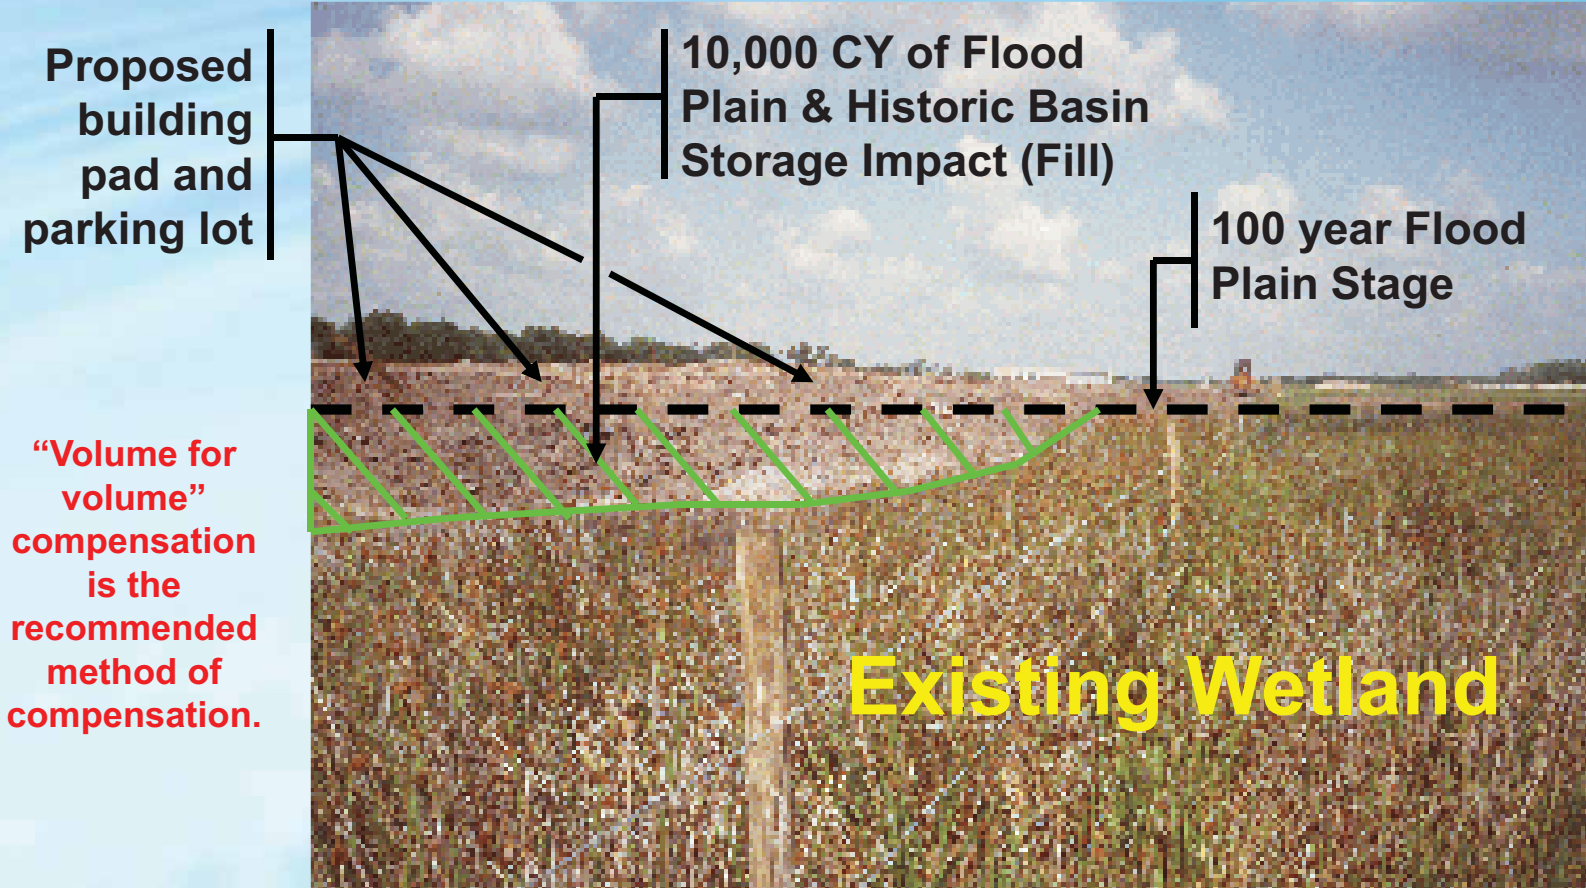 Proposed
building
pad and
parking lot
10,000 CY of Flood
Plain & Historic Basin
Storage Impact (Fill)
100 year Flood
Plain Stage
“Volume for
volume”
compensation
is the
recommended
method of
compensation.
Existing Wetland